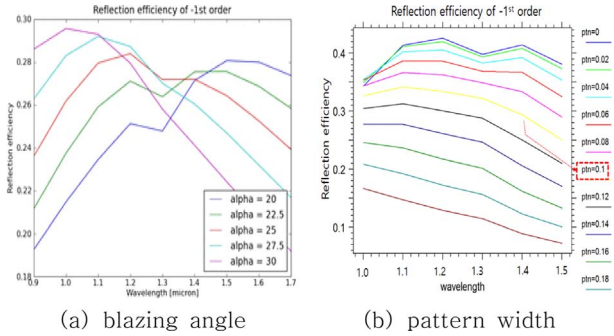 Reflection efficiency of -1st order
0.30
0.28
0.26
0.24
0.22
0.20
0.18
Reflection efficiency
0.9 1.0 1.1 1.2 1.3 1.4 1.5 1.6 1.7
Wavelength [micron]
alpha = 20
alpha = 22.5
alpha = 25
alpha = 27.5
alpha = 30
(a) blazing angle
Reflection efficiency of -1st order
0.4
0.3
0.2
0.1
Reflection efficiency
1.0 1.1 1.2 1.3 1.4 1.5
wavelength
ptn=0
ptn=0.02
ptn=0.04
ptn=0.06
ptn=0.08
ptn=0.1
ptn=0.12
ptn=0.14
ptn=0.16
ptn=0.18
(b) pattern width